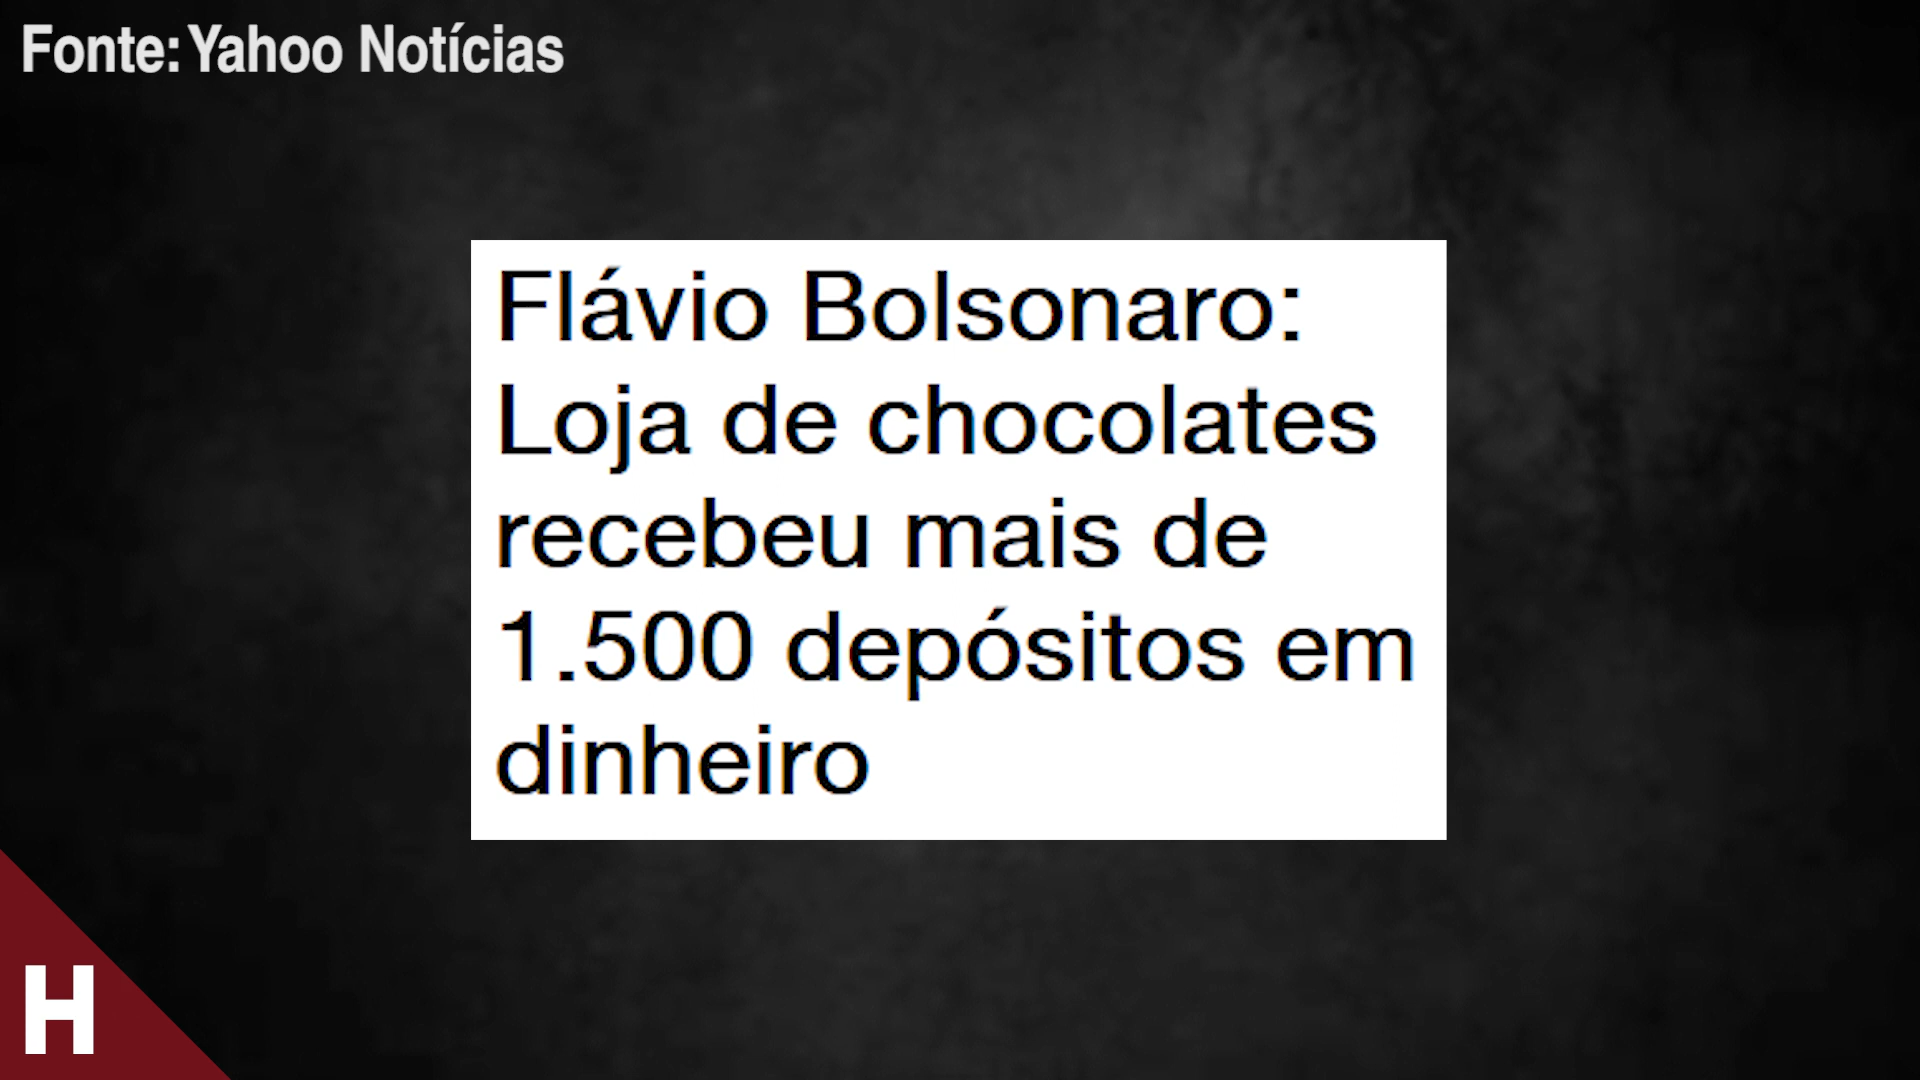 Fonte: Yahoo Notícias
Flávio Bolsonaro:
Loja de chocolates
recebeu mais de
1.500 depósitos em
dinheiro
H